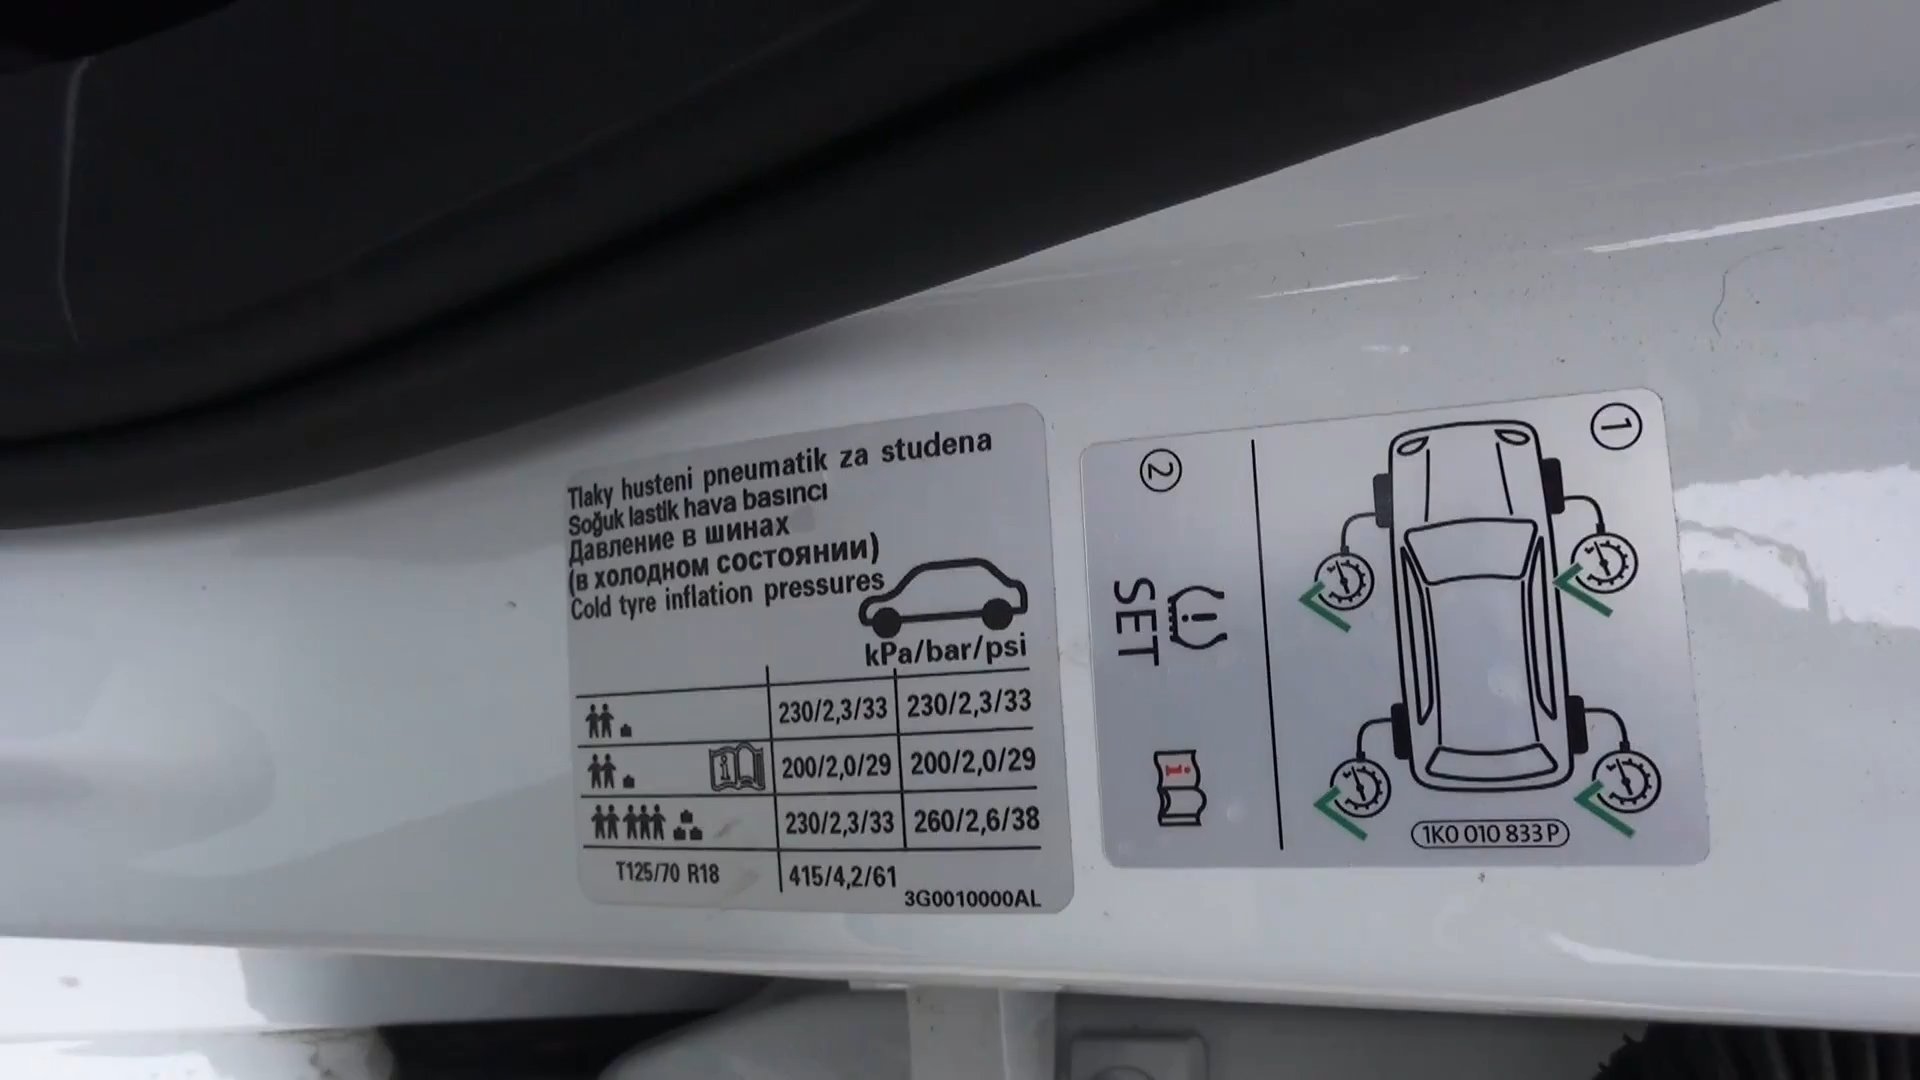 Tlaky husteni pneumatik za studena
Soğuk lastik hava basıncı
Давление в шинах
(в холодном состоянии)
Cold tyre inflation pressures
kPa/bar/psi
230/2,3/33 230/2,3/33
i 200/2,0/29 200/2,0/29
230/2,3/33 260/2,6/38
T125/70 R18 415/4,2/61
3G0010000AL
1
2
SET
i
1K0 010 833 P